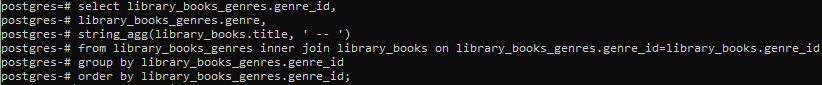 postgres=# select library_books_genres.genre_id,
postgres-# library_books_genres.genre,
postgres-# string_agg(library_books.title, ' -- ')
postgres-# from library_books_genres inner join library_books on library_books_genres.genre_id=library_books.genre_id
postgres-# group by library_books_genres.genre_id
postgres-# order by library_books_genres.genre_id;